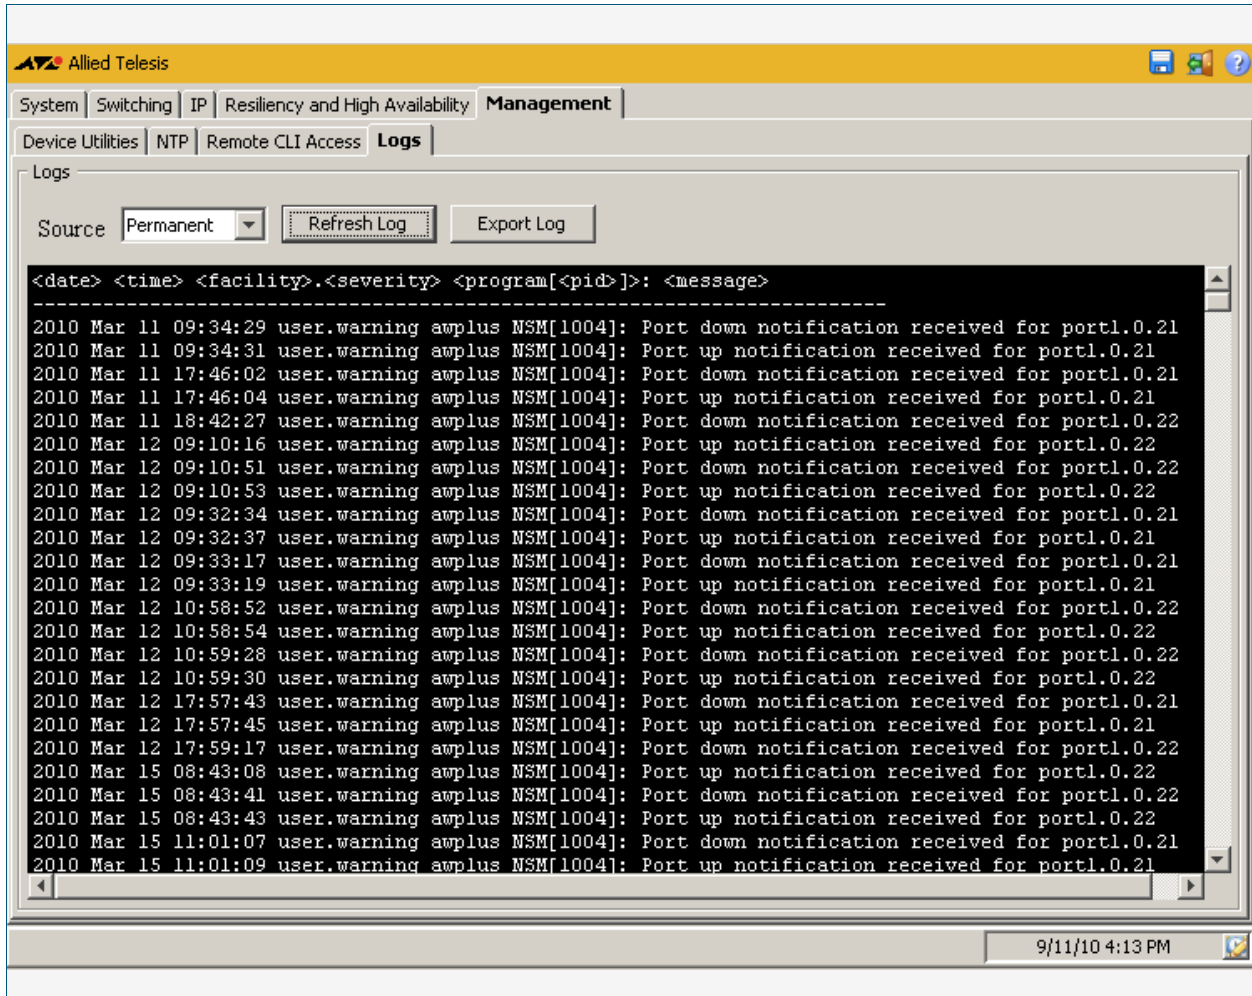 Allied Telesis
System Switching IP Resiliency and High Availability Management
Device Utilities NTP Remote CLI Access Logs
Logs
Source Permanent Refresh Log Export Log
<date> <time> <facility>.<severity> <program[<pid>]>: <message>
-------------------------------------------------------------------------
2010 Mar 11 09:34:29 user.warning awplus NSM[1004]: Port down notification received for port1.0.21
2010 Mar 11 09:34:31 user.warning awplus NSM[1004]: Port up notification received for port1.0.21
2010 Mar 11 17:46:02 user.warning awplus NSM[1004]: Port down notification received for port1.0.21
2010 Mar 11 17:46:04 user.warning awplus NSM[1004]: Port up notification received for port1.0.21
2010 Mar 11 18:42:27 user.warning awplus NSM[1004]: Port down notification received for port1.0.22
2010 Mar 12 09:10:16 user.warning awplus NSM[1004]: Port up notification received for port1.0.22
2010 Mar 12 09:10:51 user.warning awplus NSM[1004]: Port down notification received for port1.0.22
2010 Mar 12 09:10:53 user.warning awplus NSM[1004]: Port up notification received for port1.0.22
2010 Mar 12 09:32:34 user.warning awplus NSM[1004]: Port down notification received for port1.0.21
2010 Mar 12 09:32:37 user.warning awplus NSM[1004]: Port up notification received for port1.0.21
2010 Mar 12 09:33:17 user.warning awplus NSM[1004]: Port down notification received for port1.0.21
2010 Mar 12 09:33:19 user.warning awplus NSM[1004]: Port up notification received for port1.0.21
2010 Mar 12 10:58:52 user.warning awplus NSM[1004]: Port down notification received for port1.0.22
2010 Mar 12 10:58:54 user.warning awplus NSM[1004]: Port up notification received for port1.0.22
2010 Mar 12 10:59:28 user.warning awplus NSM[1004]: Port down notification received for port1.0.22
2010 Mar 12 10:59:30 user.warning awplus NSM[1004]: Port up notification received for port1.0.22
2010 Mar 12 17:57:43 user.warning awplus NSM[1004]: Port down notification received for port1.0.21
2010 Mar 12 17:57:45 user.warning awplus NSM[1004]: Port up notification received for port1.0.21
2010 Mar 12 17:59:17 user.warning awplus NSM[1004]: Port down notification received for port1.0.22
2010 Mar 15 08:43:08 user.warning awplus NSM[1004]: Port up notification received for port1.0.22
2010 Mar 15 08:43:41 user.warning awplus NSM[1004]: Port down notification received for port1.0.22
2010 Mar 15 08:43:43 user.warning awplus NSM[1004]: Port up notification received for port1.0.22
2010 Mar 15 11:01:07 user.warning awplus NSM[1004]: Port down notification received for port1.0.21
2010 Mar 15 11:01:09 user.warning awplus NSM[1004]: Port up notification received for port1.0.21
9/11/10 4:13 PM